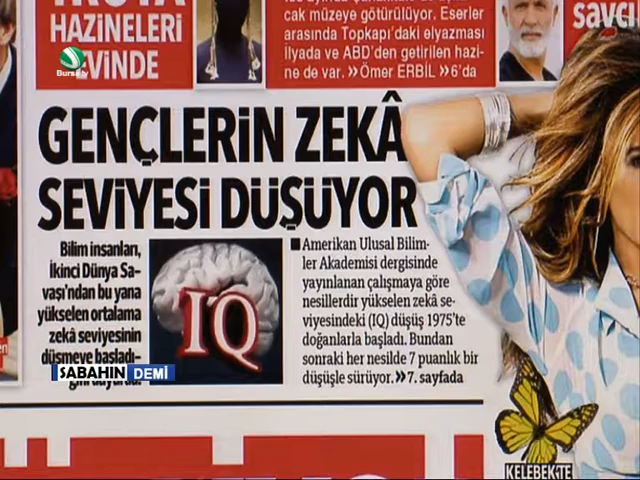 HAZİNELERİ
EVİNDE
Bursa tv
cak müzeye götürülüyor. Eserler
arasında Topkapı'daki elyazması
İlyada ve ABD'den getirilen hazi-
ne de var. »Ömer ERBİL »6'da
savcı
GENÇLERİN ZEKÂ
SEVİYESİ DÜŞÜYOR
Bilim insanları,
İkinci Dünya Sa-
vaşı'ndan bu yana
yükselen ortalama
zekâ seviyesinin
düşmeye başladı-
IQ
Amerikan Ulusal Bilim-
ler Akademisi dergisinde
yayınlanan çalışmaya göre
nesillerdir yükselen zekâ se-
viyesindeki (IQ) düşüş 1975'te
doğanlarla başladı. Bundan
sonraki her nesilde 7 puanlık bir
düşüşle sürüyor. »7. sayfada
SABAHIN DEMİ
KELEBEK'TE